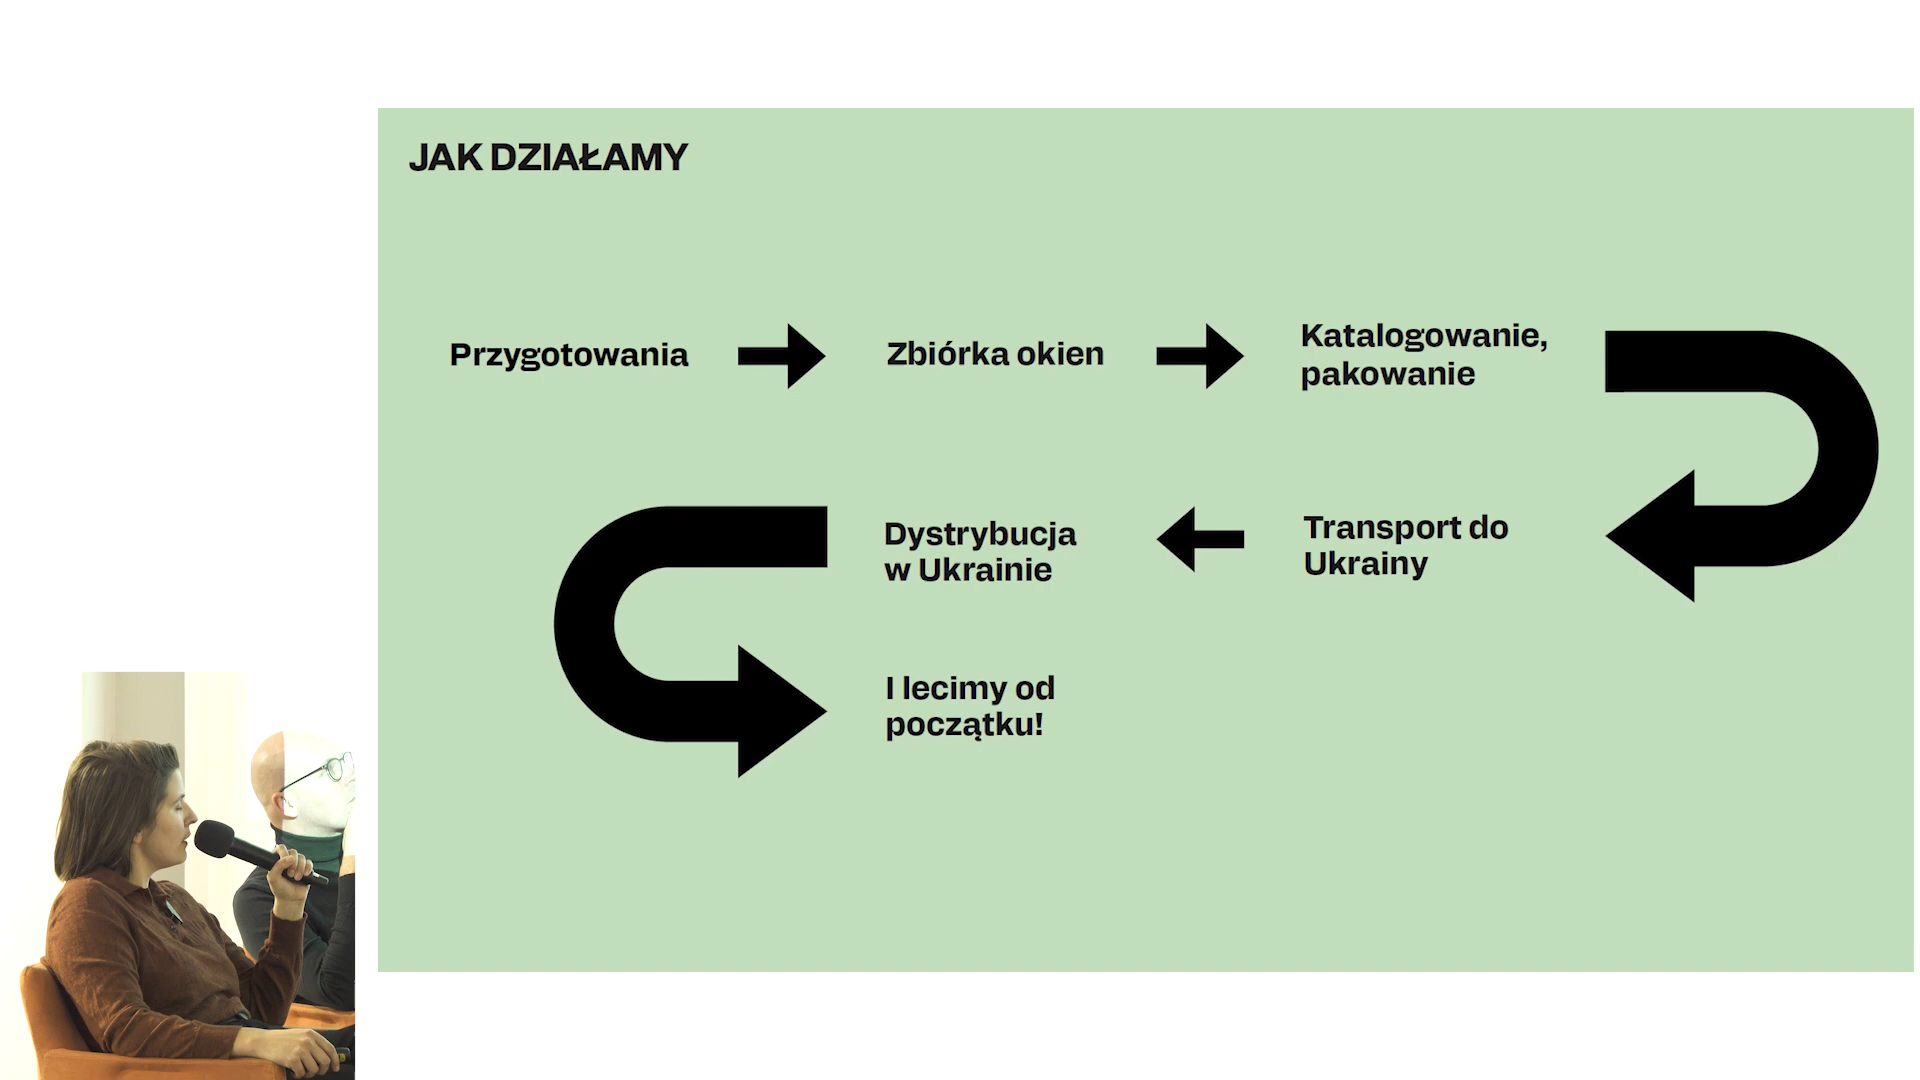 JAK DZIAŁAMY
Przygotowania
Zbiórka okien
Katalogowanie,
pakowanie
Transport do
Ukrainy
Dystrybucja
w Ukrainie
I lecimy od
początku!